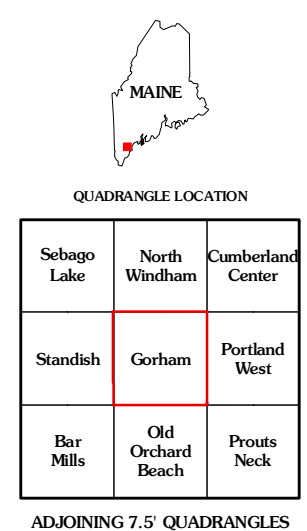 MAINE
QUADRANGLE LOCATION
Sebago
Lake
North
Windham
Cumberland
Center
Standish
Gorham
Portland
West
Bar
Mills
Old
Orchard
Beach
Prouts
Neck
ADJOINING 7.5' QUADRANGLES